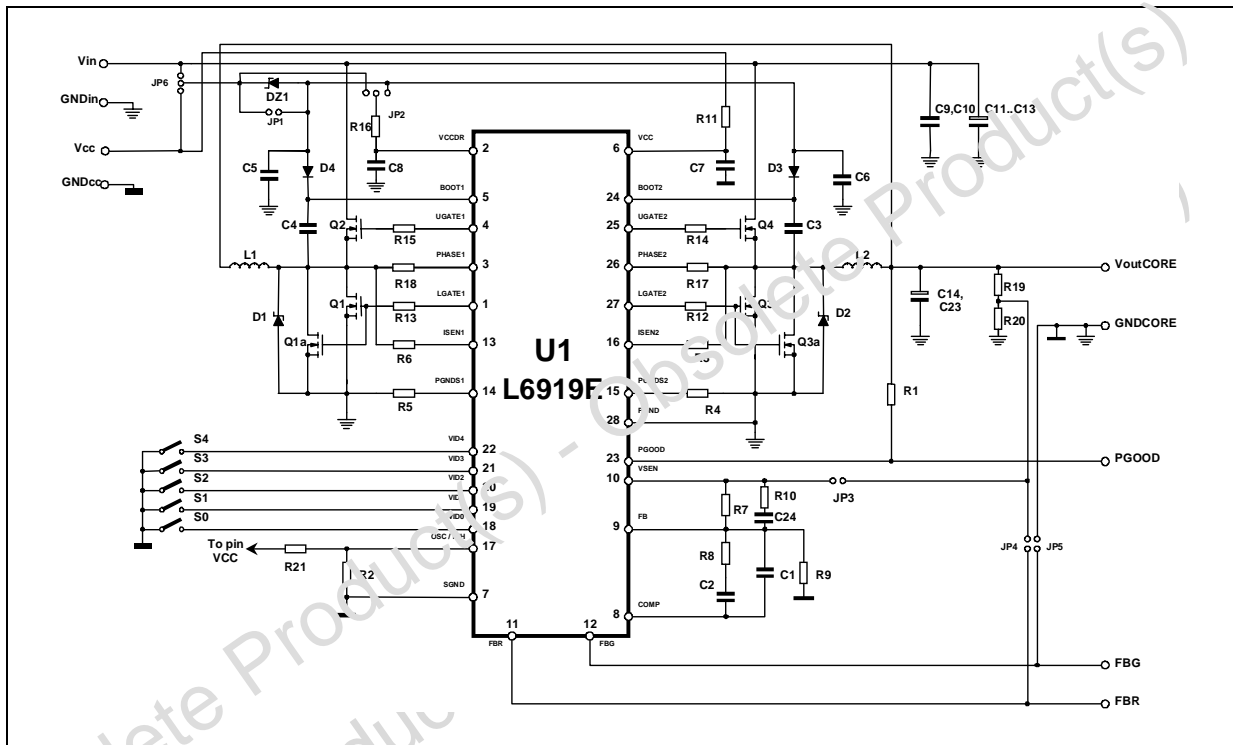 Vin
GNDin
Vcc
GNDcc
JP6
DZ1
JP1
JP2
R16
C5
D4
C8
VCCDR
2
BOOT1
5
C4
Q2
R15
UGATE1
4
L1
PHASE1
3
R18
Q1
R13
LGATE1
1
D1
Q1a
R6
ISEN1
13
R5
PGNDS1
14
U1
L6919E
R11
VCC
6
C7
D3
C6
C9,C10
C11..C13
BOOT2
24
UGATE2
25
R14
Q4
C3
PHASE2
26
R17
L2
VoutCORE
LGATE2
27
R12
D2
C14,
C23
R19
R20
GNDCORE
ISEN2
16
Q3a
15
R4
28
R1
PGOOD
23
PGOOD
VSEN
10
JP3
R7
R10
C24
FB
9
R8
C2
C1
R9
COMP
8
JP4
JP5
S4
VID4
22
S3
VID3
21
S2
VID2
S1
19
S0
VID0
18
To pin
VCC
R21
17
R2
SGND
7
11
FBR
12
FBG
FBG
FBR
Obsolete Product(s) - Obsolete Product(s)